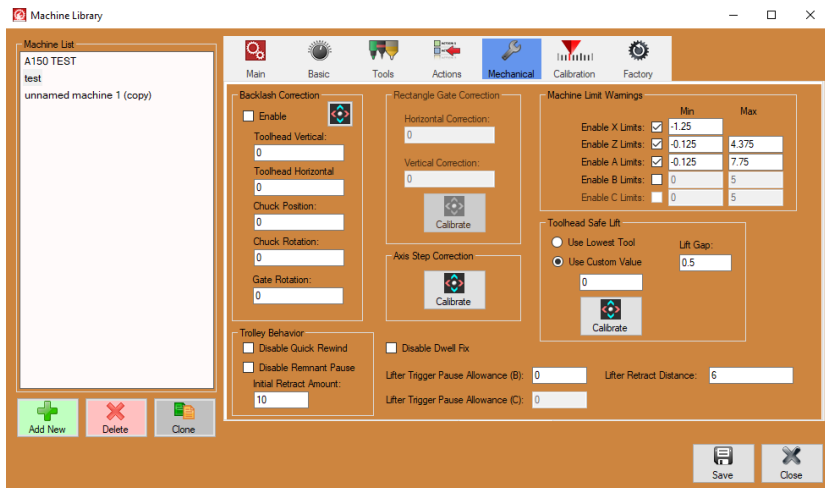 Machine Library
Machine List
A150 TEST
test
unnamed machine 1 (copy)
Add New
Delete
Clone
Main
Basic
Tools
Actions
Mechanical
Calibration
Factory
Backlash Correction
Enable
Toolhead Vertical:
0
Toolhead Horizontal
0
Chuck Position:
0
Chuck Rotation:
0
Gate Rotation:
0
Rectangle Gate Correction
Horizontal Correction:
0
Vertical Correction:
0
Calibrate
Axis Step Correction
Calibrate
Machine Limit Warnings
Min Max
Enable X Limits: -1.25
Enable Z Limits: -0.125 4.375
Enable A Limits: -0.125 7.75
Enable B Limits: 0 5
Enable C Limits: 0 5
Toolhead Safe Lift
Use Lowest Tool
Use Custom Value
0
Lift Gap:
0.5
Calibrate
Trolley Behavior
Disable Quick Rewind
Disable Remnant Pause
Initial Retract Amount:
10
Disable Dwell Fix
Lifter Trigger Pause Allowance (B): 0
Lifter Retract Distance: 6
Lifter Trigger Pause Allowance (C): 0
Save
Close